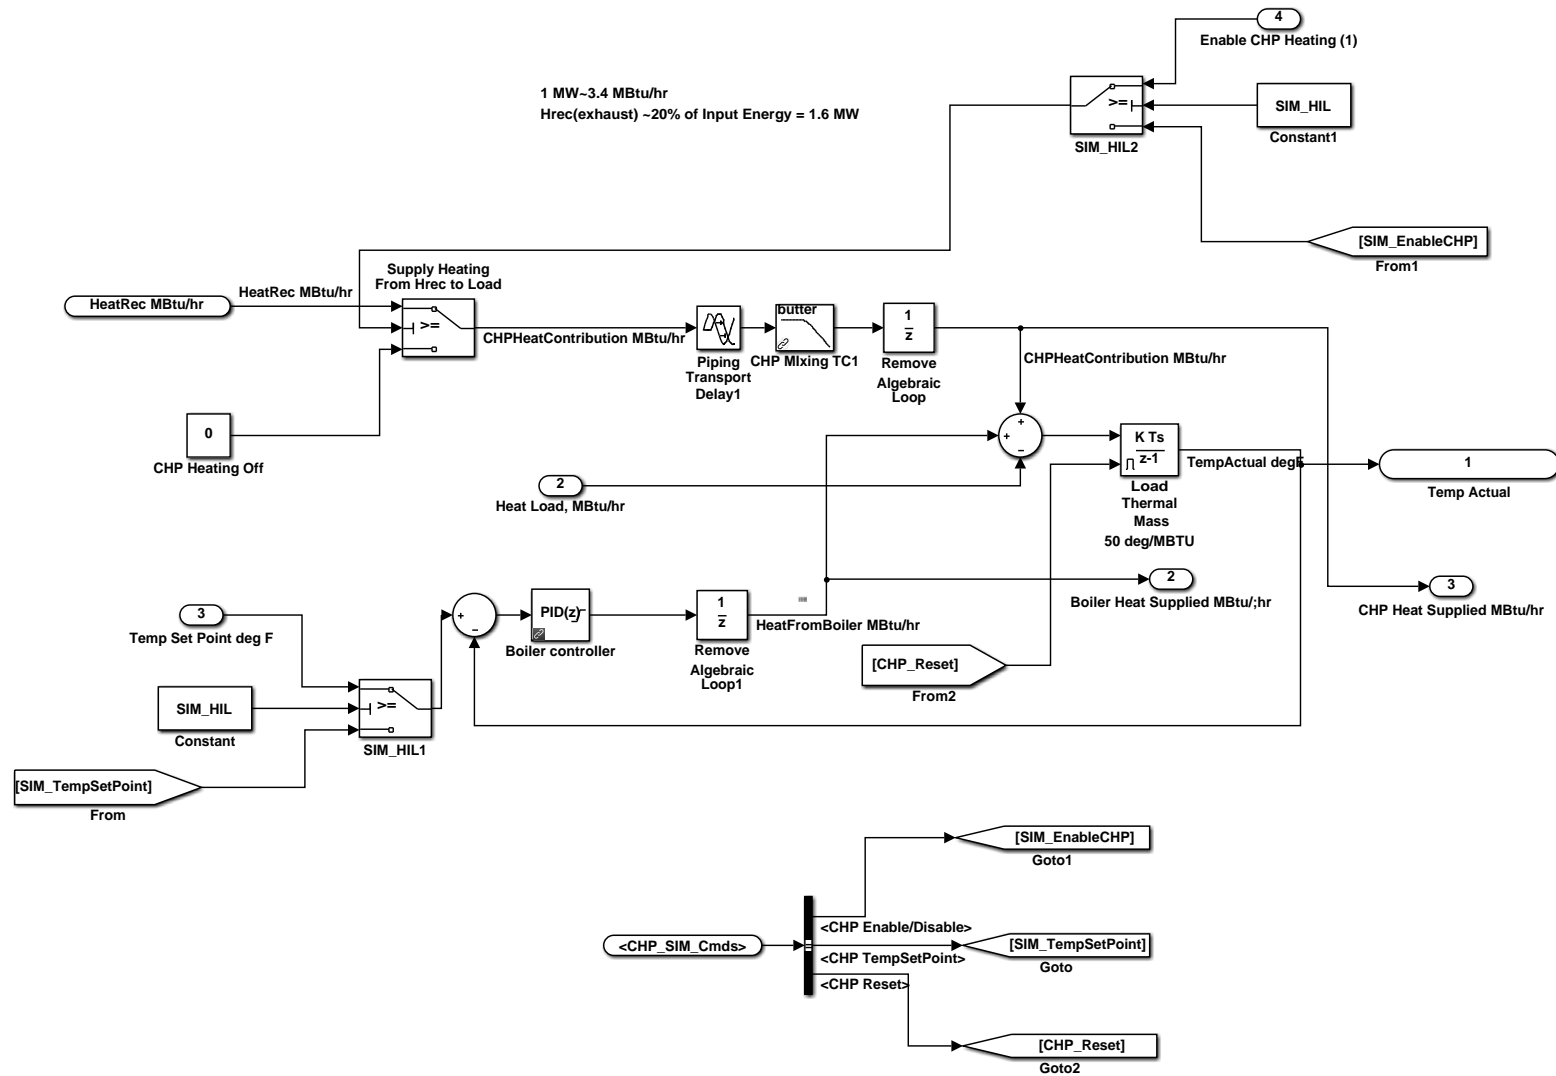 4
Enable CHP Heating (1)
1 MW~3.4 MBtu/hr
Hrec(exhaust) ~20% of Input Energy = 1.6 MW
>=
SIM_HIL
SIM_HIL2
Constant1
[SIM_EnableCHP]
From1
Supply Heating
From Hrec to Load
HeatRec MBtu/hr
HeatRec MBtu/hr
>=
CHPHeatContribution MBtu/hr
Piping
Transport
Delay1
butter
CHP MIxing TC1
1
z
Remove
Algebraic
Loop
CHPHeatContribution MBtu/hr
0
CHP Heating Off
2
Heat Load, MBtu/hr
+
+
−
K Ts
z-1
Load
Thermal
Mass
50 deg/MBTU
TempActual degF
1
Temp Actual
3
Temp Set Point deg F
+
−
PID(z)
Boiler controller
1
z
Remove
Algebraic
Loop1
HeatFromBoiler MBtu/hr
2
Boiler Heat Supplied MBtu/;hr
3
CHP Heat Supplied MBtu/hr
[CHP_Reset]
From2
SIM_HIL
Constant
>=
SIM_HIL1
[SIM_TempSetPoint]
From
[SIM_EnableCHP]
Goto1
<CHP_SIM_Cmds>
<CHP Enable/Disable>
<CHP TempSetPoint>
<CHP Reset>
[SIM_TempSetPoint]
Goto
[CHP_Reset]
Goto2